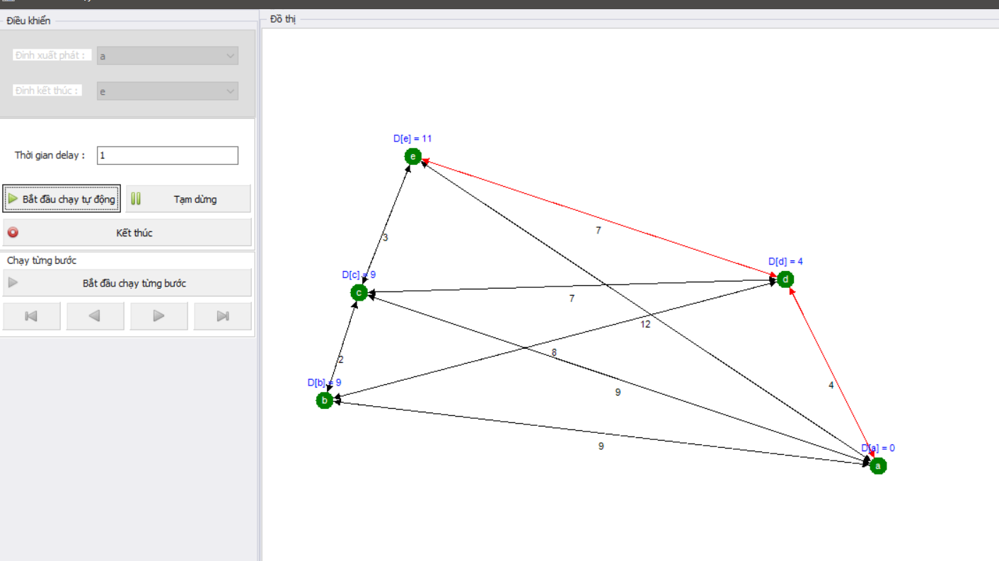 Điều khiển
Đỉnh xuất phát :
a
Đỉnh kết thúc :
e
Thời gian delay :
1
Bắt đầu chạy tự động
Tạm dừng
Kết thúc
Chạy từng bước
Bắt đầu chạy từng bước
Đồ thị
D[e] = 11
e
7
3
D[d] = 4
d
D[c] = 9
c
7
12
8
2
D[b] = 9
b
9
4
9
D[a] = 0
a